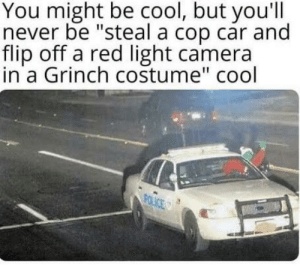 You might be cool, but you'll
never be "steal a cop car and
flip off a red light camera
in a Grinch costume" cool
POLICE